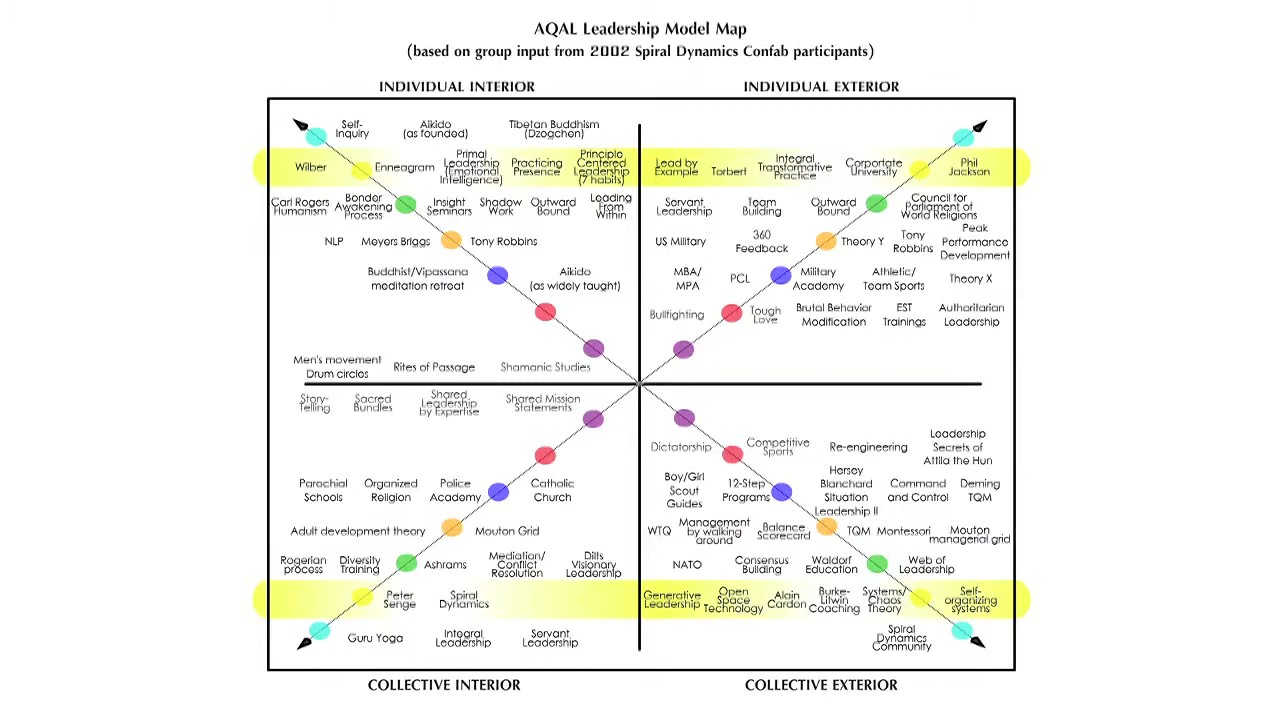 AQAL Leadership Model Map
(based on group input from 2002 Spiral Dynamics Confab participants)
INDIVIDUAL INTERIOR
INDIVIDUAL EXTERIOR
Self-
Inquiry
Aikido
(as founded)
Tibetan Buddhism
(Dzogchen)
Wilber
Enneagram
Primal
Leadership
(Emotional
Intelligence)
Practicing
Presence
Principle
Centered
Leadership
(7 habits)
Lead by
Example
Torbert
Integral
Transformative
Practice
Corportate
University
Phil
Jackson
Carl Rogers
Humanism
Bonder
Awakening
Process
Insight
Seminars
Shadow
Work
Outward
Bound
Leading
From
Within
Servant
Leadership
Team
Building
Outward
Bound
Council for
Parliament of
World Religions
NLP
Meyers Briggs
Tony Robbins
US Military
360
Feedback
Theory Y
Tony
Robbins
Peak
Performance
Development
Buddhist/Vipassana
meditation retreat
Aikido
(as widely taught)
MBA/
MPA
PCL
Military
Academy
Athletic/
Team Sports
Theory X
Bullfighting
Tough
Love
Brutal Behavior
Modification
EST
Trainings
Authoritarian
Leadership
Men's movement
Drum circles
Rites of Passage
Shamanic Studies
Story-
Telling
Sacred
Bundles
Shared
Leadership
by Expertise
Shared Mission
Statements
Dictatorship
Competitive
Sports
Re-engineering
Leadership
Secrets of
Attila the Hun
Parochial
Schools
Organized
Religion
Police
Academy
Catholic
Church
Boy/Girl
Scout
Guides
12-Step
Programs
Hersey
Blanchard
Situation
Leadership II
Command
and Control
Deming
TQM
Adult development theory
Mouton Grid
WTQ
Management
by walking
around
Balance
Scorecard
TQM
Montessori
Mouton
managerial grid
Rogerian
process
Diversity
Training
Ashrams
Mediation/
Conflict
Resolution
Dills
Visionary
Leadership
NATO
Consensus
Building
Waldorf
Education
Web of
Leadership
Peter
Senge
Spiral
Dynamics
Generative
Leadership
Open
Space
Technology
Alain
Cardon
Burke-
Litwin
Coaching
Systems/
Chaos
Theory
Self-
organizing
systems
Guru Yoga
Integral
Leadership
Servant
Leadership
Spiral
Dynamics
Community
COLLECTIVE INTERIOR
COLLECTIVE EXTERIOR